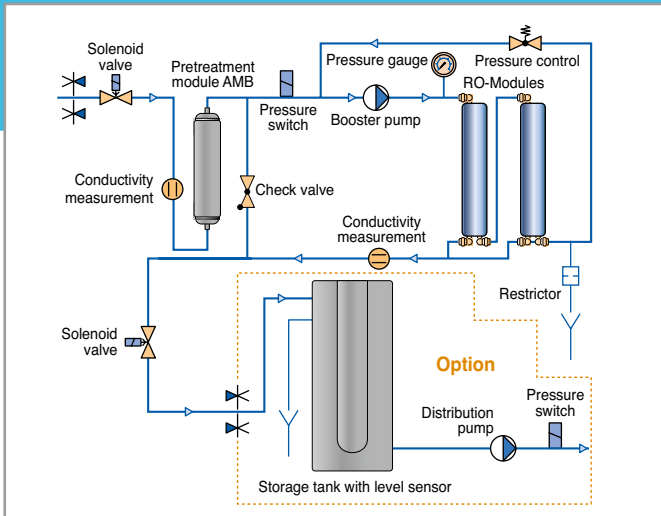 Solenoid
valve
Pretreatment
module AMB
Pressure gauge
Pressure control
RO-Modules
Pressure
switch
Booster pump
Conductivity
measurement
Check valve
Conductivity
measurement
Restrictor
Solenoid
valve
Option
Pressure
switch
Distribution
pump
Storage tank with level sensor